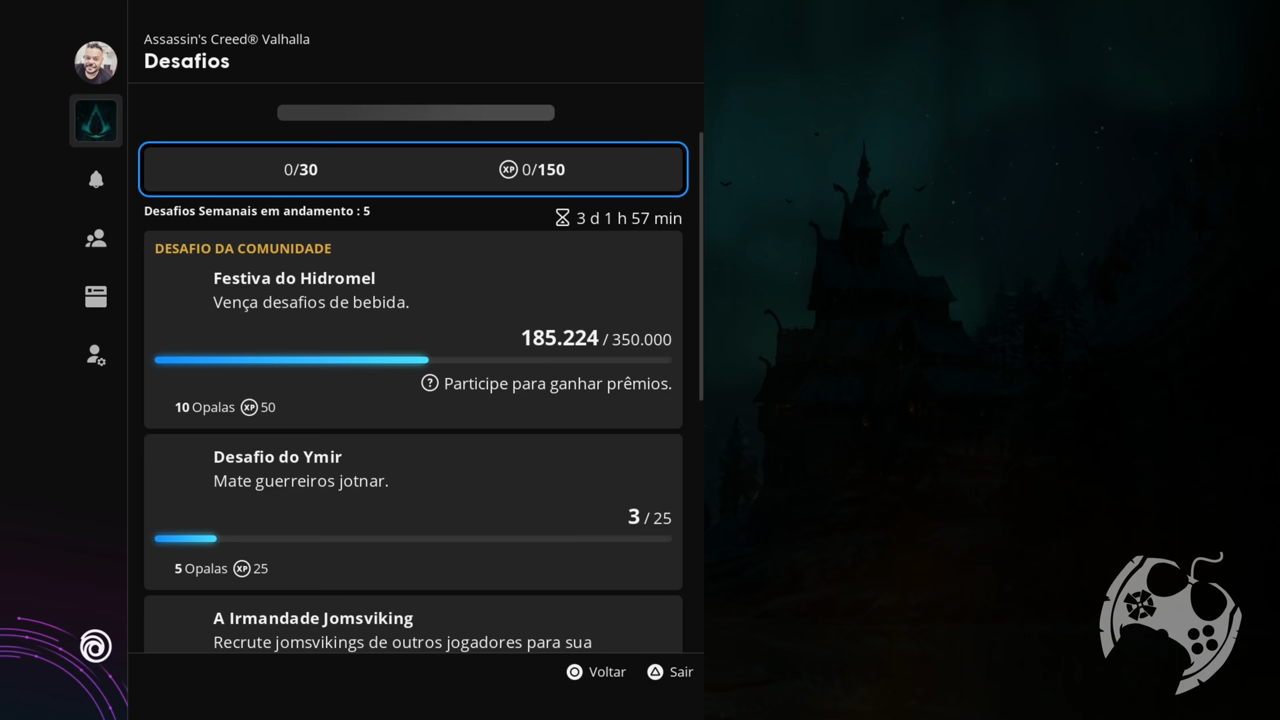 Assassin's Creed® Valhalla
Desafios
0/30
XP 0/150
Desafios Semanais em andamento : 5
3 d 1 h 57 min
DESAFIO DA COMUNIDADE
Festiva do Hidromel
Vença desafios de bebida.
185.224 / 350.000
? Participe para ganhar prêmios.
10 Opalas XP 50
Desafio do Ymir
Mate guerreiros jotnar.
3 / 25
5 Opalas XP 25
A Irmandade Jomsviking
Recrute jomsvikings de outros jogadores para sua
Voltar
Sair